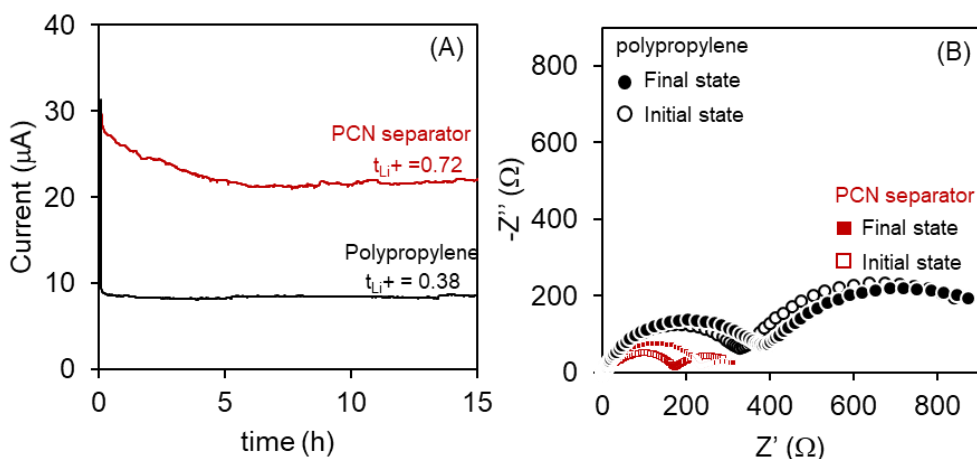 (A)
40
30
20
10
0
Current (μA)
PCN separator
tLi+ =0.72
Polypropylene
tLi+ = 0.38
0 5 10 15
time (h)
(B)
polypropylene
Final state
Initial state
PCN separator
Final state
Initial state
800
600
400
200
0
-Z'' (Ω)
0 200 400 600 800
Z' (Ω)